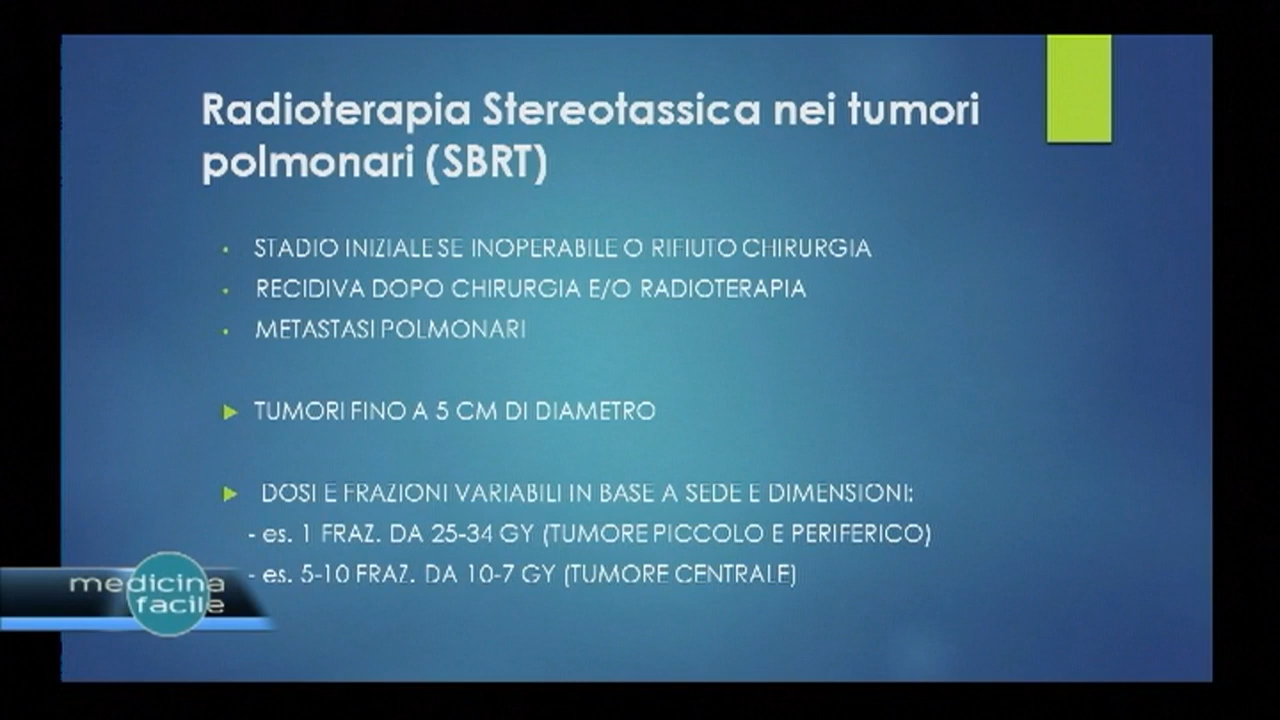 Radioterapia Stereotassica nei tumori
polmonari (SBRT)
STADIO INIZIALE SE INOPERABILE O RIFIUTO CHIRURGIA
RECIDIVA DOPO CHIRURGIA E/O RADIOTERAPIA
METASTASI POLMONARI
TUMORI FINO A 5 CM DI DIAMETRO
DOSI E FRAZIONI VARIABILI IN BASE A SEDE E DIMENSIONI:
- es. 1 FRAZ. DA 25-34 GY (TUMORE PICCOLO E PERIFERICO)
- es. 5-10 FRAZ. DA 10-7 GY (TUMORE CENTRALE)
medicina
facile